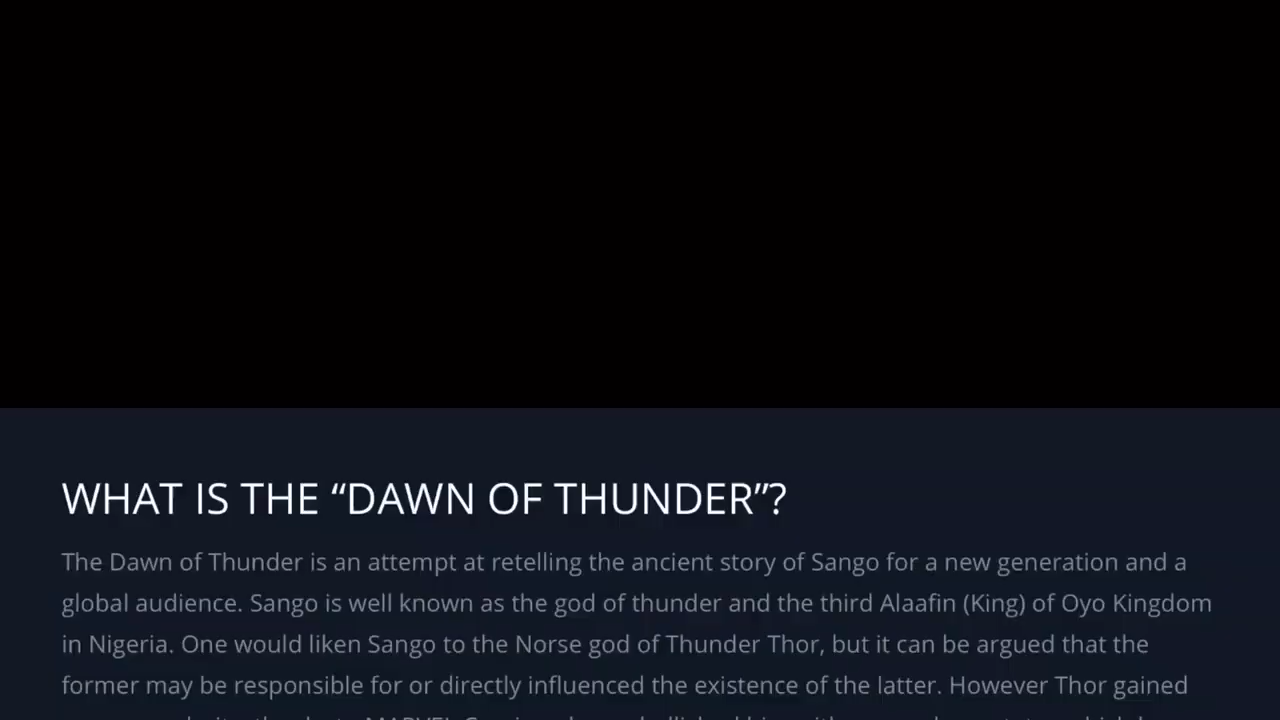 WHAT IS THE “DAWN OF THUNDER”?
The Dawn of Thunder is an attempt at retelling the ancient story of Sango for a new generation and a
global audience. Sango is well known as the god of thunder and the third Alaafin (King) of Oyo Kingdom
in Nigeria. One would liken Sango to the Norse god of Thunder Thor, but it can be argued that the
former may be responsible for or directly influenced the existence of the latter. However Thor gained